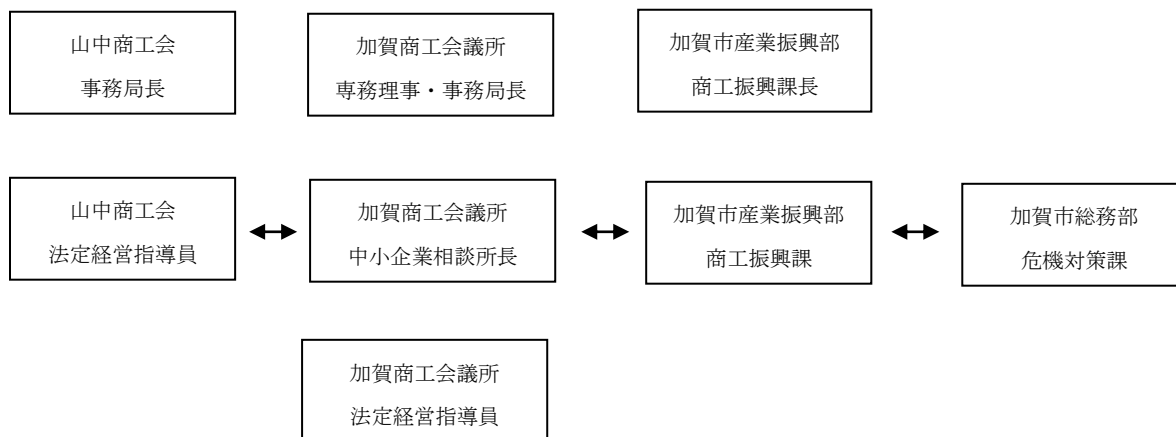 山中商工会
事務局長
加賀商工会議所
専務理事・事務局長
加賀市産業振興部
商工振興課長
山中商工会
法定経営指導員
加賀商工会議所
中小企業相談所長
加賀市産業振興部
商工振興課
加賀市総務部
危機対策課
加賀商工会議所
法定経営指導員